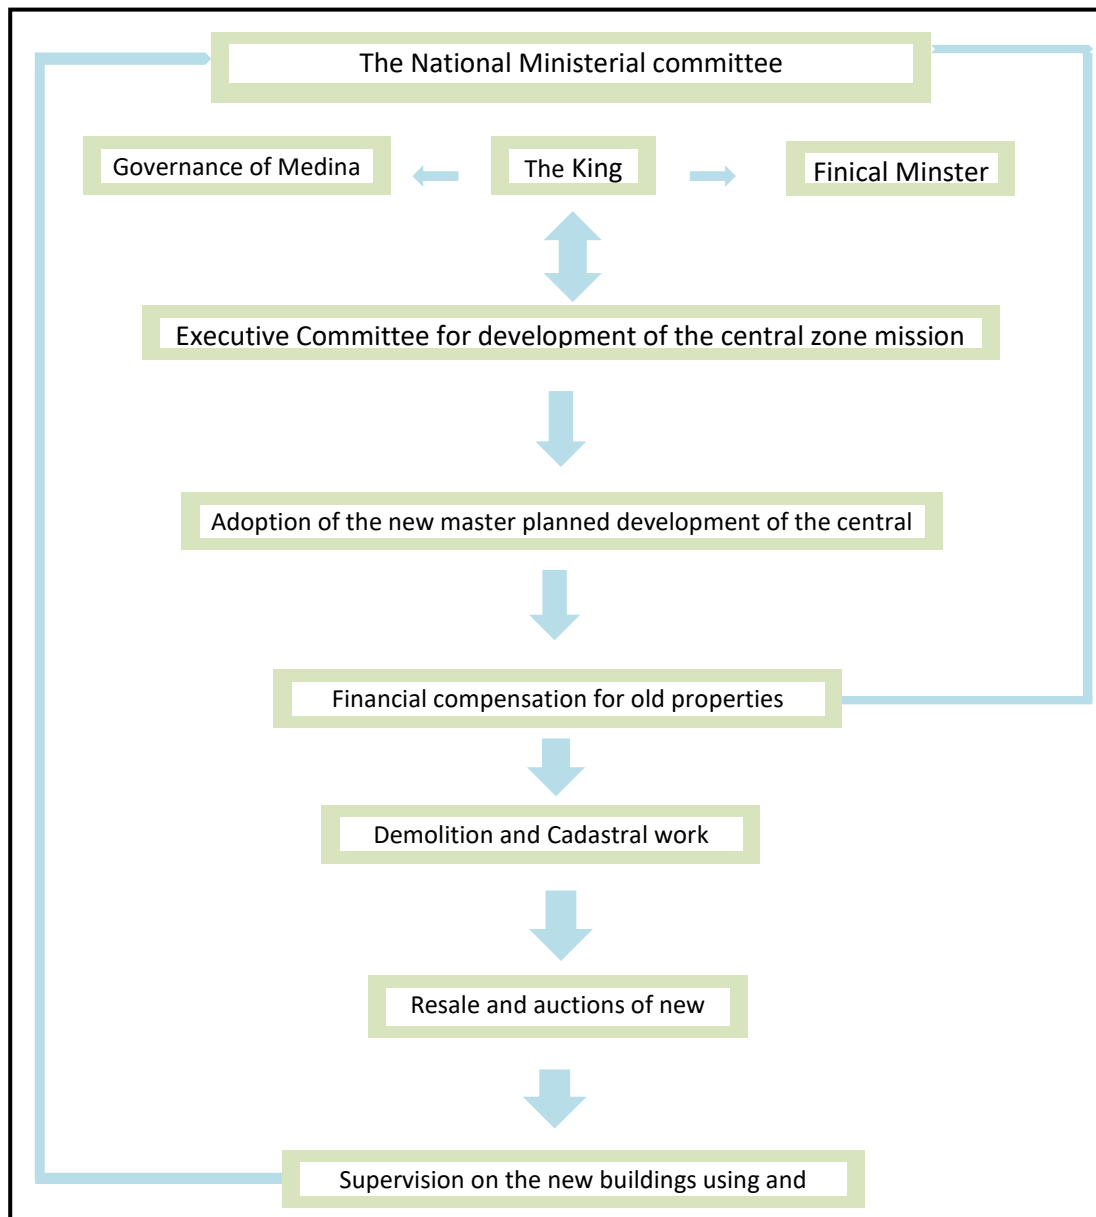 The National Ministerial committee
Governance of Medina
The King
Finical Minster
Executive Committee for development of the central zone mission
Adoption of the new master planned development of the central
Financial compensation for old properties
Demolition and Cadastral work
Resale and auctions of new
Supervision on the new buildings using and